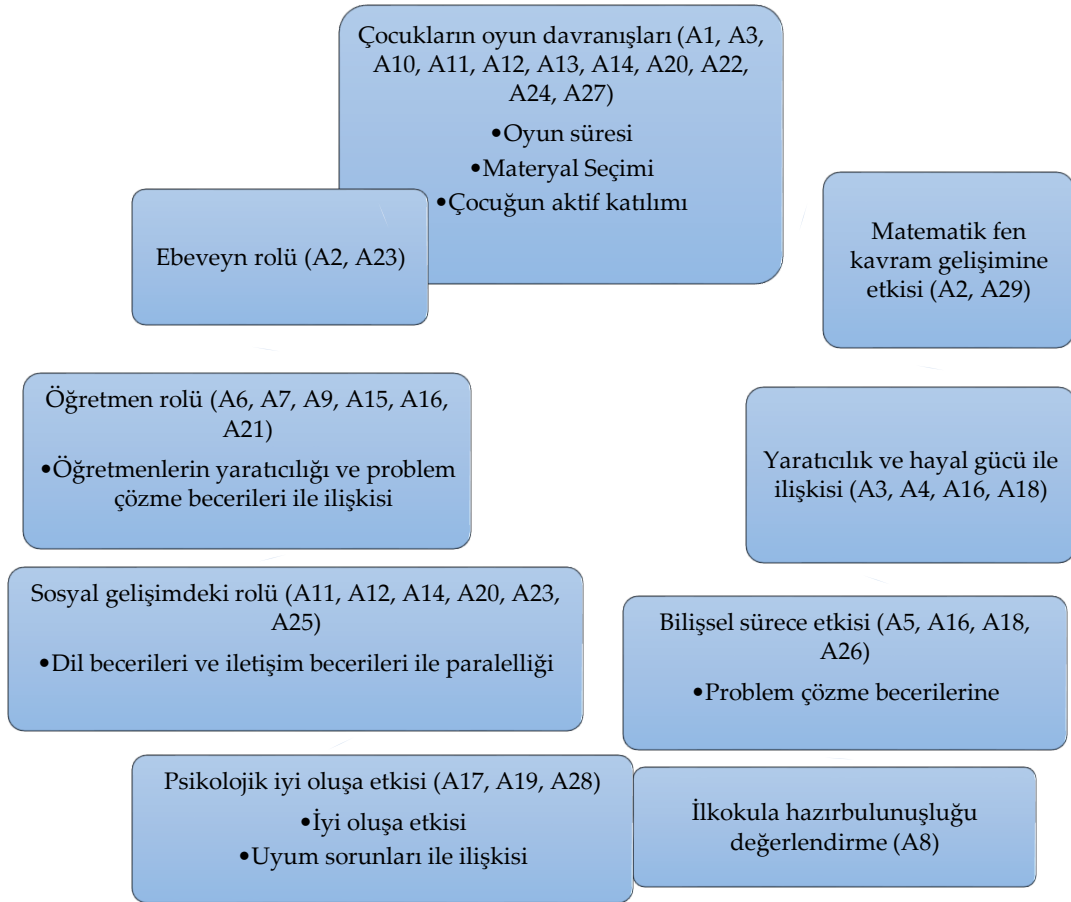 Çocukların oyun davranışları (A1, A3,
A10, A11, A12, A13, A14, A20, A22,
A24, A27)
•Oyun süresi
•Materyal Seçimi
•Çocuğun aktif katılımı
Ebeveyn rolü (A2, A23)
Matematik fen
kavram gelişimine
etkisi (A2, A29)
Öğretmen rolü (A6, A7, A9, A15, A16,
A21)
•Öğretmenlerin yaratıcılığı ve problem
çözme becerileri ile ilişkisi
Yaratıcılık ve hayal gücü ile
ilişkisi (A3, A4, A16, A18)
Sosyal gelişimdeki rolü (A11, A12, A14, A20, A23,
A25)
•Dil becerileri ve iletişim becerileri ile paralelliği
Bilişsel sürece etkisi (A5, A16, A18,
A26)
•Problem çözme becerilerine
Psikolojik iyi oluşa etkisi (A17, A19, A28)
•İyi oluşa etkisi
•Uyum sorunları ile ilişkisi
İlkokula hazırbulunuşluğu
değerlendirme (A8)